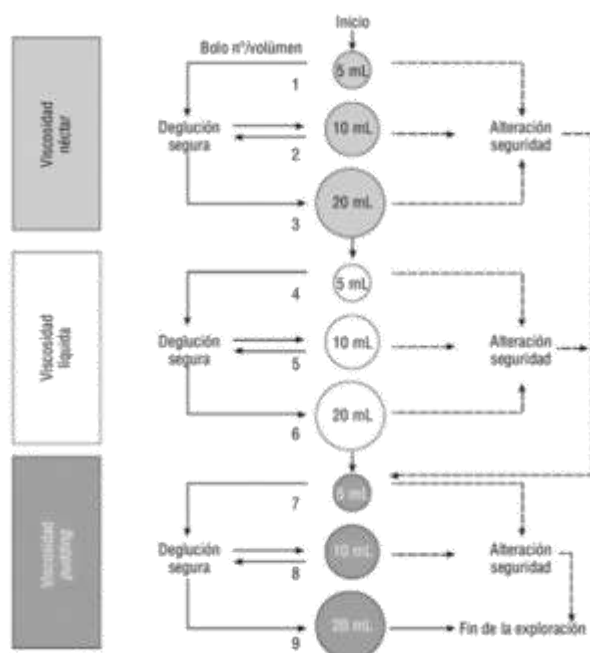 Inicio
Bolo nº/volúmen
1
5 mL
Viscosidad
néctar
Deglución
segura
10 mL
2
Alteración
seguridad
20 mL
3
4
5 mL
Viscosidad
líquida
Deglución
segura
10 mL
5
Alteración
seguridad
20 mL
6
7
5 mL
Viscosidad
pudding
Deglución
segura
10 mL
8
Alteración
seguridad
20 mL
9
Fin de la exploración